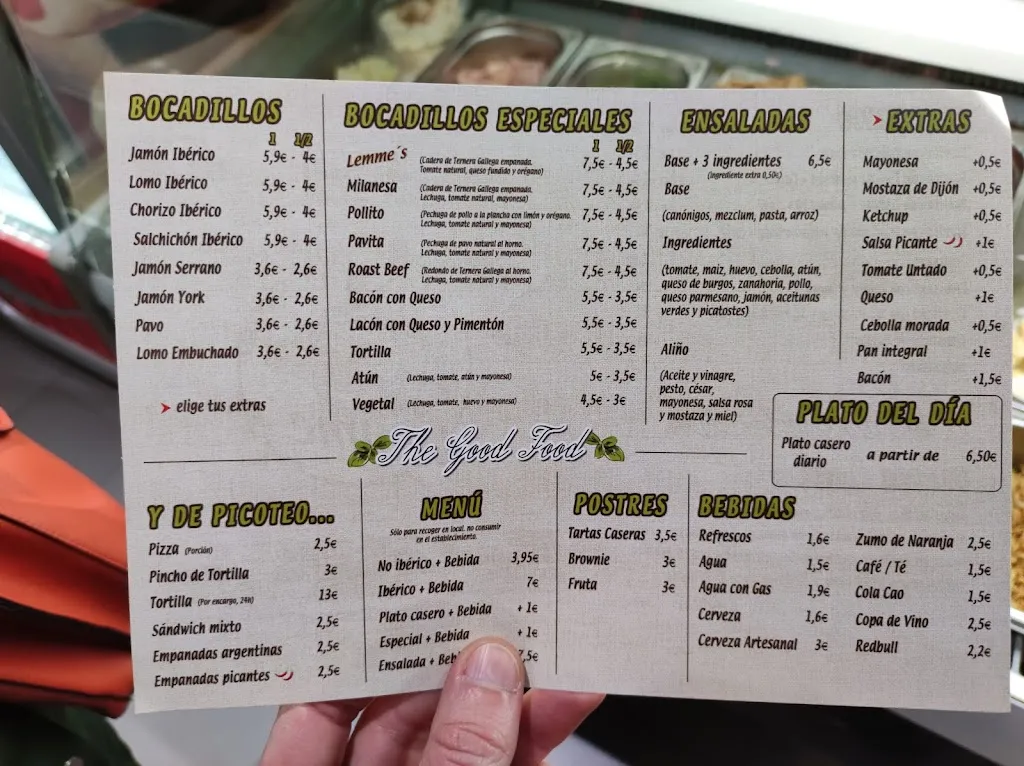 BOCADILLOS
1 1/2
Jamón Ibérico 5,9€ - 4€
Lomo Ibérico 5,9€ - 4€
Chorizo Ibérico 5,9€ - 4€
Salchichón Ibérico 5,9€ - 4€
Jamón Serrano 3,6€ - 2,6€
Jamón York 3,6€ - 2,6€
Pavo 3,6€ - 2,6€
Lomo Embuchado 3,6€ - 2,6€
elige tus extras
BOCADILLOS ESPECIALES
1 1/2
Lemme´s (Cadera de Ternera Gallega empanada. 7,5€ - 4,5€
Tomate natural, queso fundido y orégano)
Milanesa (Cadera de Ternera Gallega empanada. 7,5€ - 4,5€
Lechuga, tomate natural, mayonesa)
Pollito (Pechuga de pollo a la plancha con limón y orégano. 7,5€ - 4,5€
Lechuga, tomate natural y mayonesa)
Pavita (Pechuga de pavo natural al horno. 7,5€ - 4,5€
Lechuga, tomate natural y mayonesa)
Roast Beef (Redondo de Ternera Gallega al horno. 7,5€ - 4,5€
Lechuga, tomate natural y mayonesa)
Bacón con Queso 5,5€ - 3,5€
Lacón con Queso y Pimentón 5,5€ - 3,5€
Tortilla 5,5€ - 3,5€
Atún (Lechuga, tomate, atún y mayonesa) 5€ - 3,5€
Vegetal (Lechuga, tomate, huevo y mayonesa) 4,5€ - 3€
ENSALADAS
Base + 3 ingredientes 6,5€
(Ingrediente extra 0,50€)
Base
(canónigos, mezclum, pasta, arroz)
Ingredientes
(tomate, maiz, huevo, cebolla, atún,
queso de burgos, zanahoria, pollo,
queso parmesano, jamón, aceitunas
verdes y picatostes)
Aliño
(Aceite y vinagre,
pesto, césar,
mayonesa, salsa rosa
y mostaza y miel)
EXTRAS
Mayonesa +0,5€
Mostaza de Dijón +0,5€
Ketchup +0,5€
Salsa Picante +1€
Tomate Untado +0,5€
Queso +1€
Cebolla morada +0,5€
Pan integral +1€
Bacón +1,5€
PLATO DEL DÍA
Plato casero
diario a partir de 6,50€
The Good Food
Y DE PICOTEO...
Pizza (Porción) 2,5€
Pincho de Tortilla 3€
Tortilla (Por encargo, 24H) 13€
Sándwich mixto 2,5€
Empanadas argentinas 2,5€
Empanadas picantes 2,5€
MENÚ
Sólo para recoger en local, no consumir
en el establecimiento.
No ibérico + Bebida 3,95€
Ibérico + Bebida 7€
Plato casero + Bebida + 1€
Especial + Bebida + 1€
Ensalada + Beb ,5€
POSTRES
Tartas Caseras 3,5€
Brownie 3€
Fruta 3€
BEBIDAS
Refrescos 1,6€
Agua 1,5€
Agua con Gas 1,9€
Cerveza 1,6€
Cerveza Artesanal 3€
Zumo de Naranja 2,5€
Café / Té 1,5€
Cola Cao 1,5€
Copa de Vino 2,5€
Redbull 2,2€